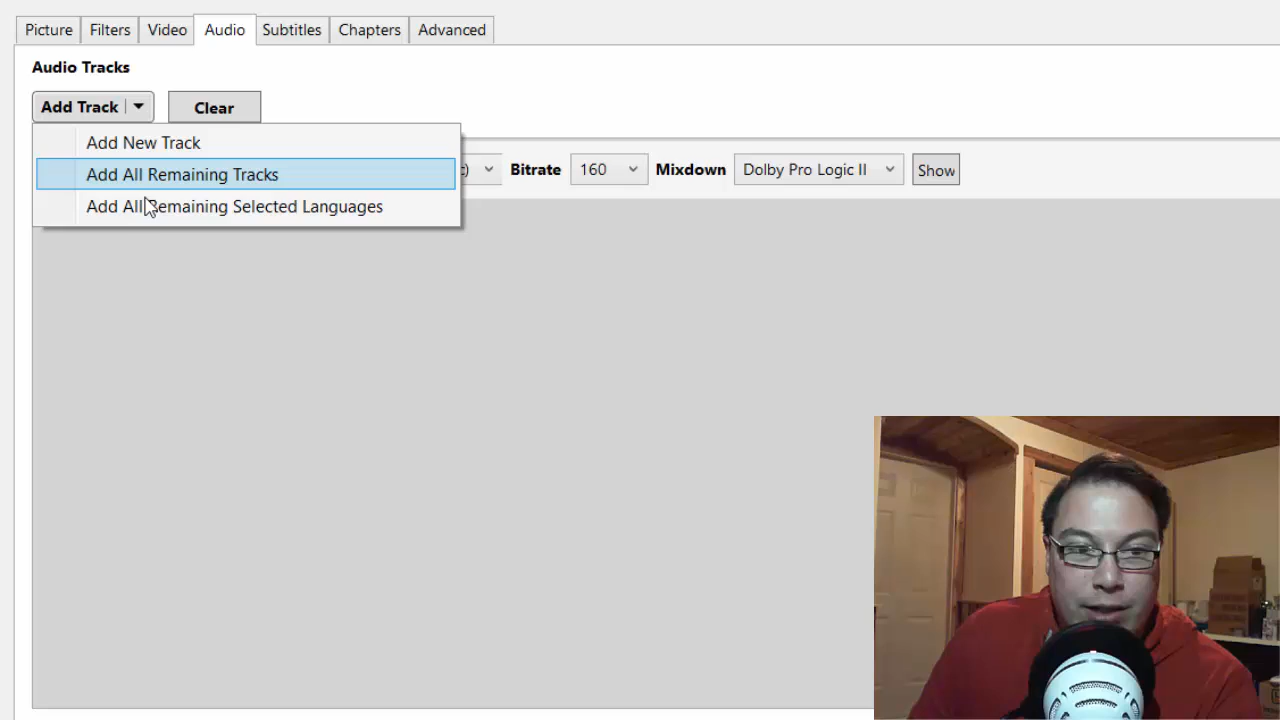 Picture Filters Video Audio Subtitles Chapters Advanced
Audio Tracks
Add Track Clear
Add New Track
c) Bitrate 160 Mixdown Dolby Pro Logic II Show
Add All Remaining Tracks
Add All Remaining Selected Languages